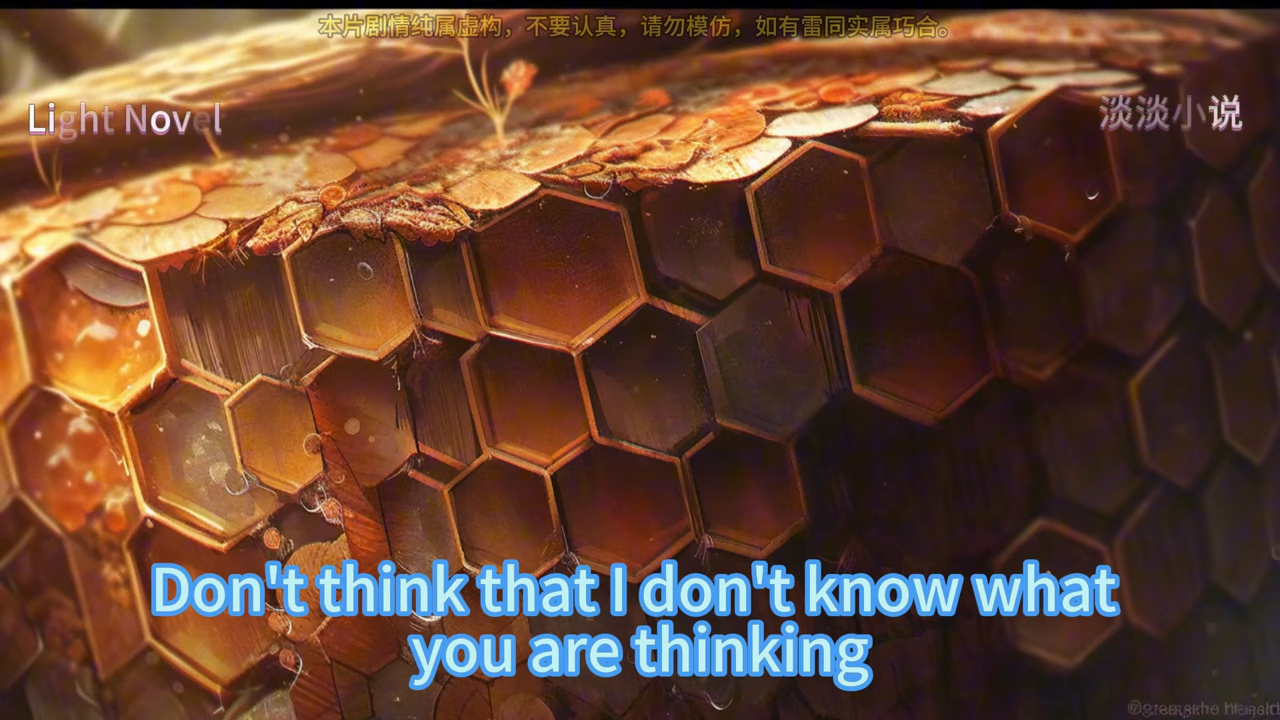 本片剧情纯属虚构，不要认真，请勿模仿，如有雷同实属巧合。
Light Novel
淡淡小说
Don't think that I don't know what
you are thinking